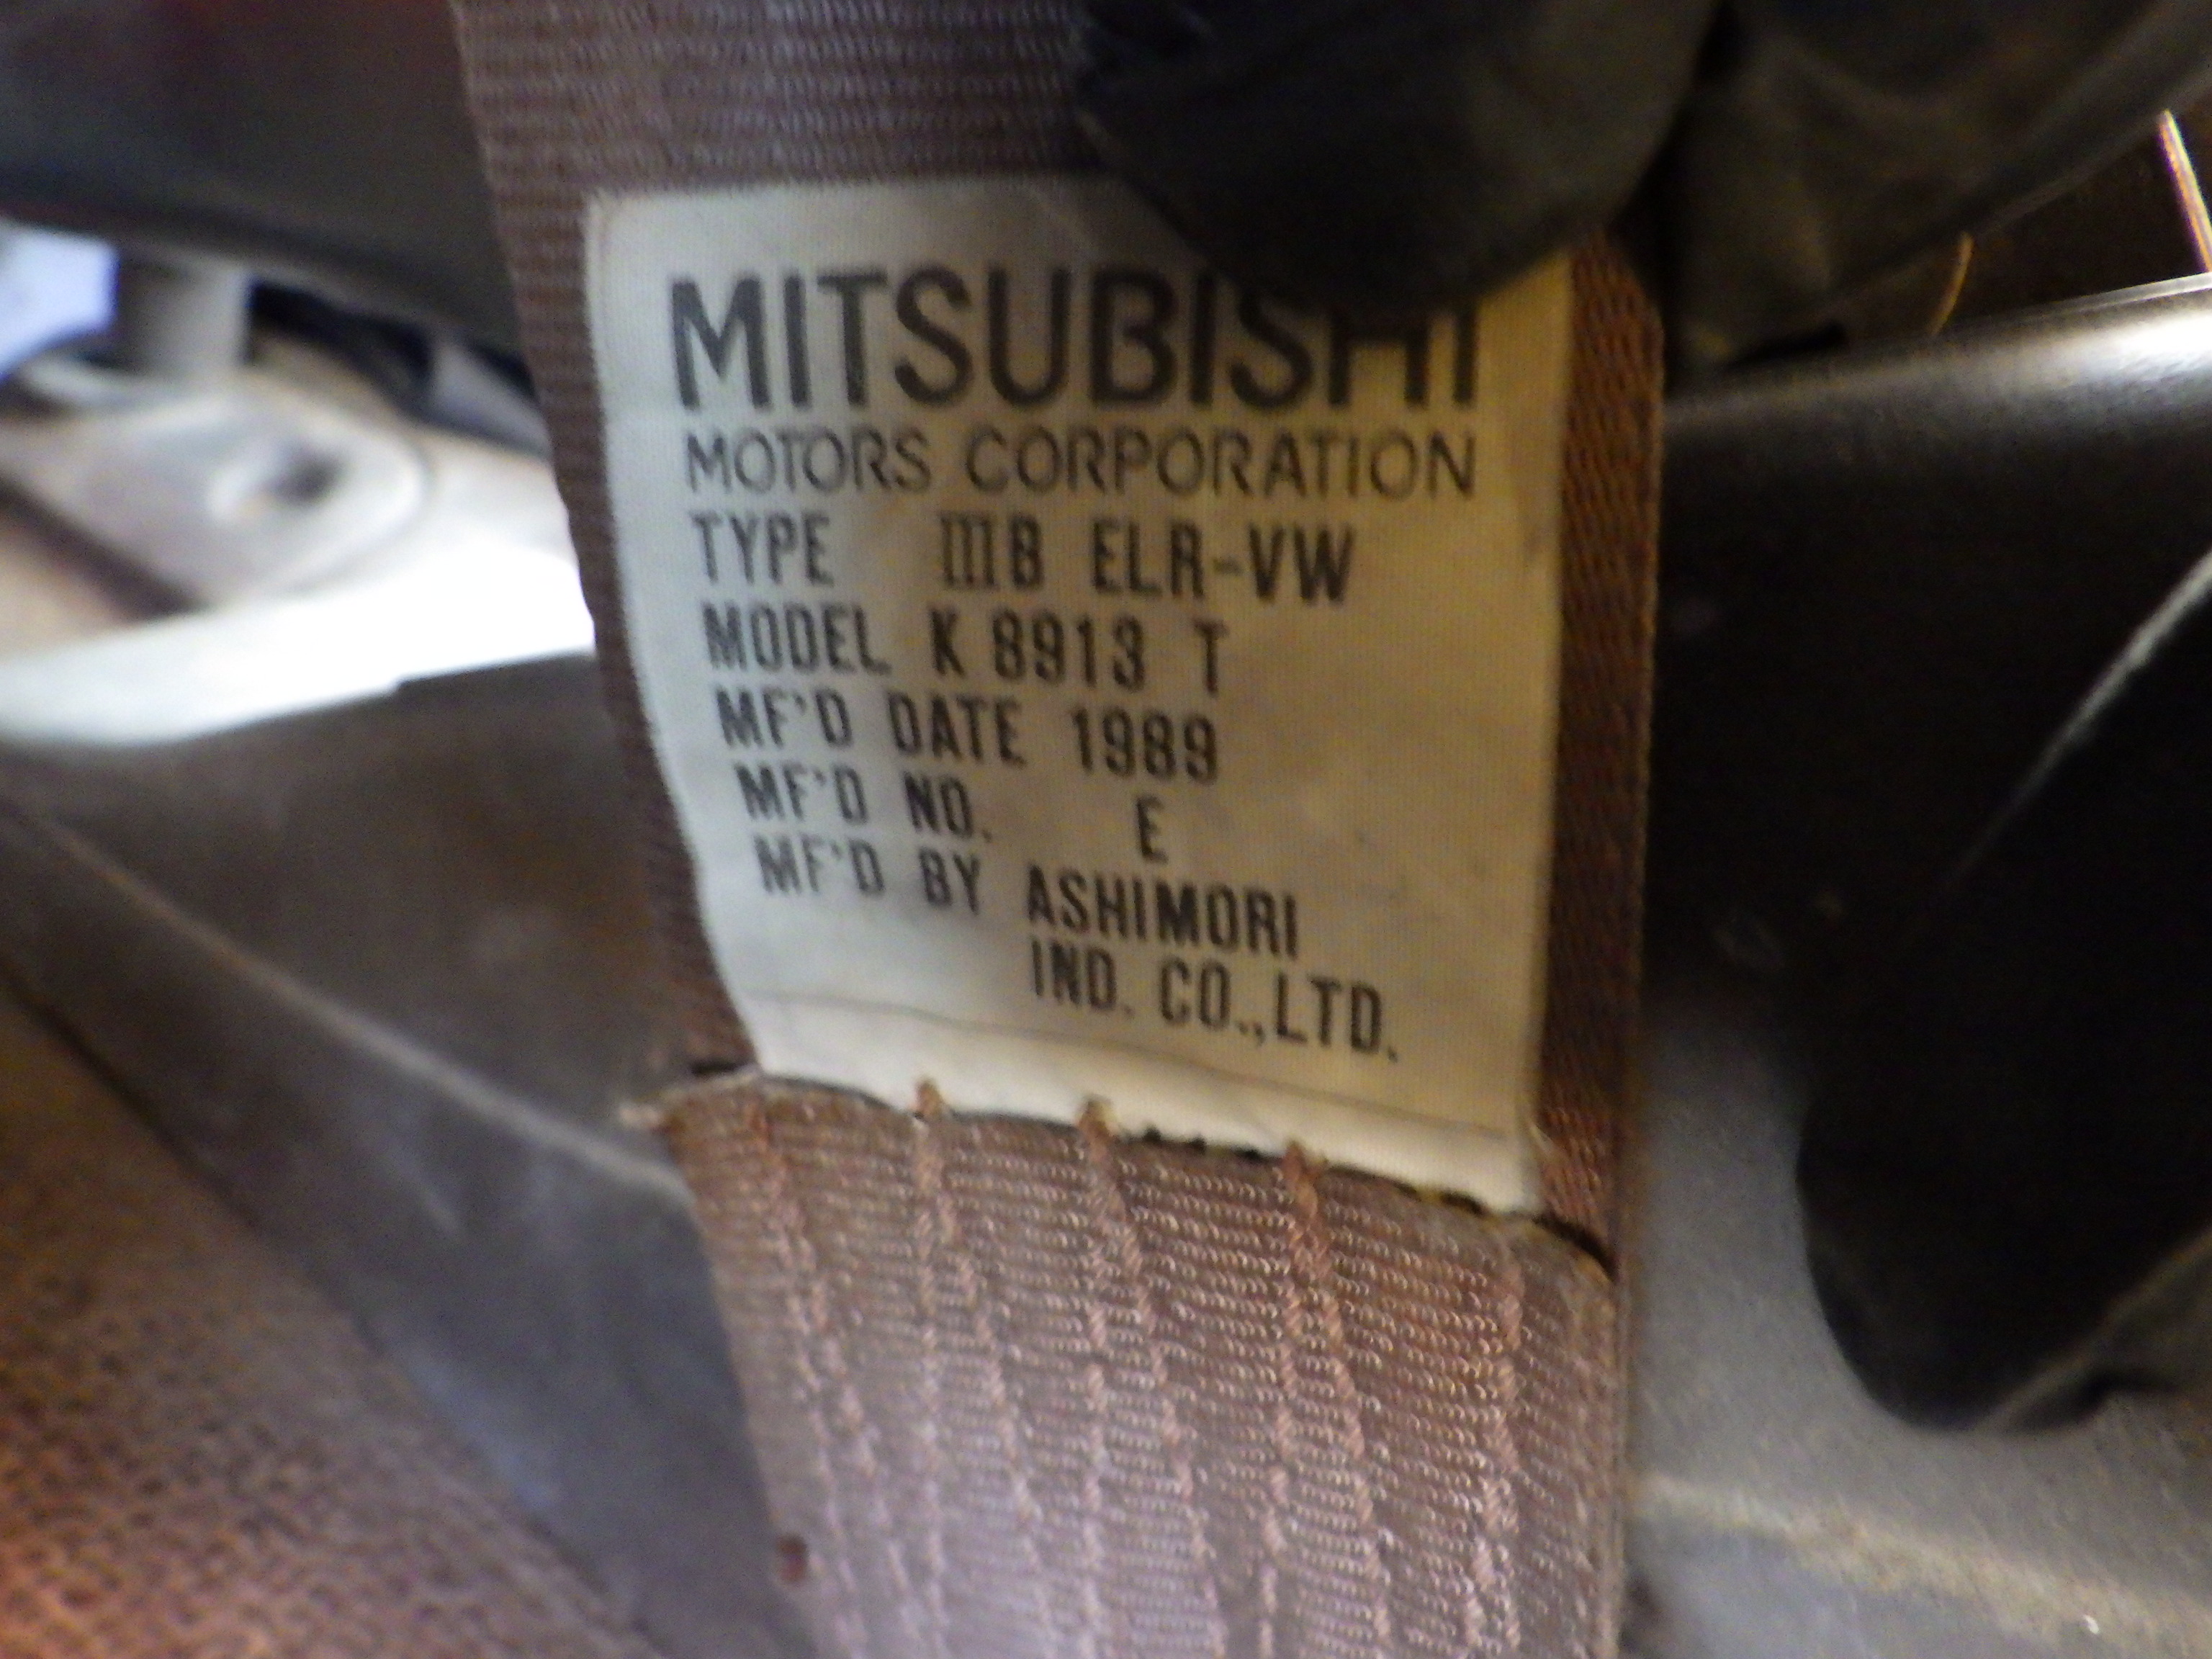 MITSUBISHI
MOTORS CORPORATION
TYPE IIIB ELR-VW
MODEL K 8913 T
MF'D DATE 1989
MF'D NO. E
MF'D BY ASHIMORI
IND. CO.,LTD.